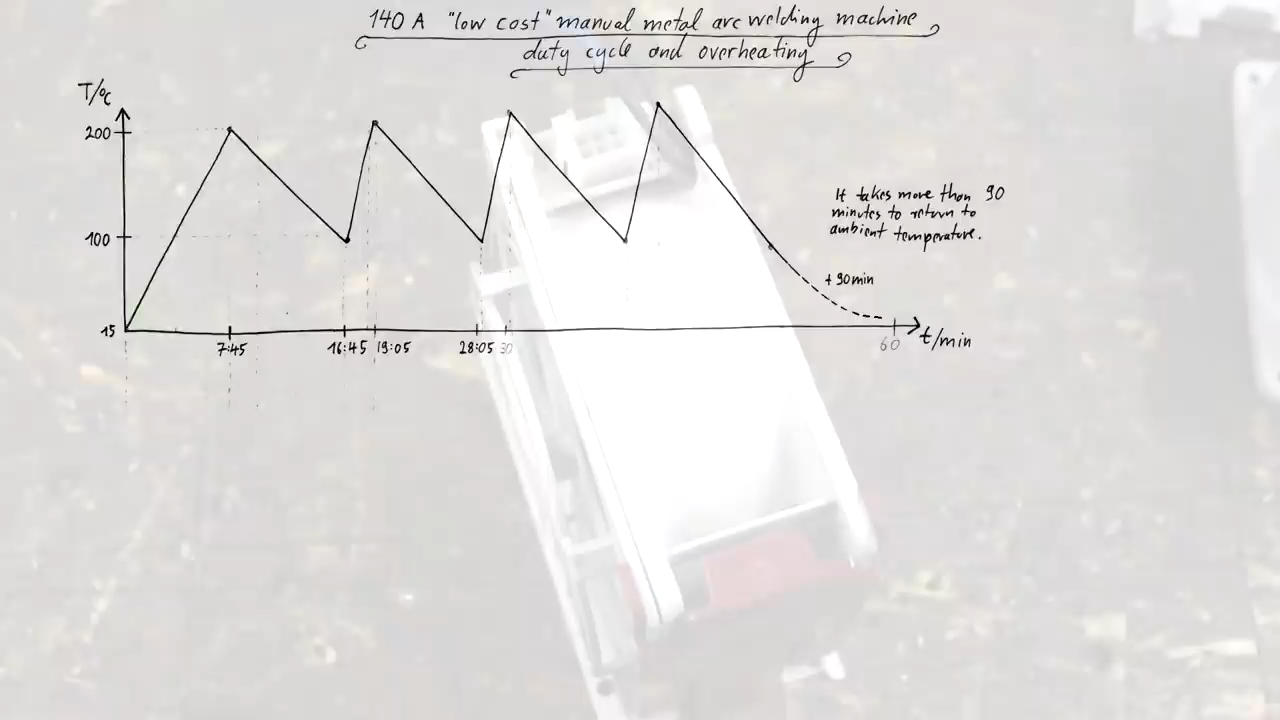 140 A "low cost" manual metal arc welding machine
duty cycle and overheating
T/°C
200
100
15
7:45
16:45
19:05
28:05
30
60
t/min
It takes more than 90
minutes to return to
ambient temperature.
+ 90min